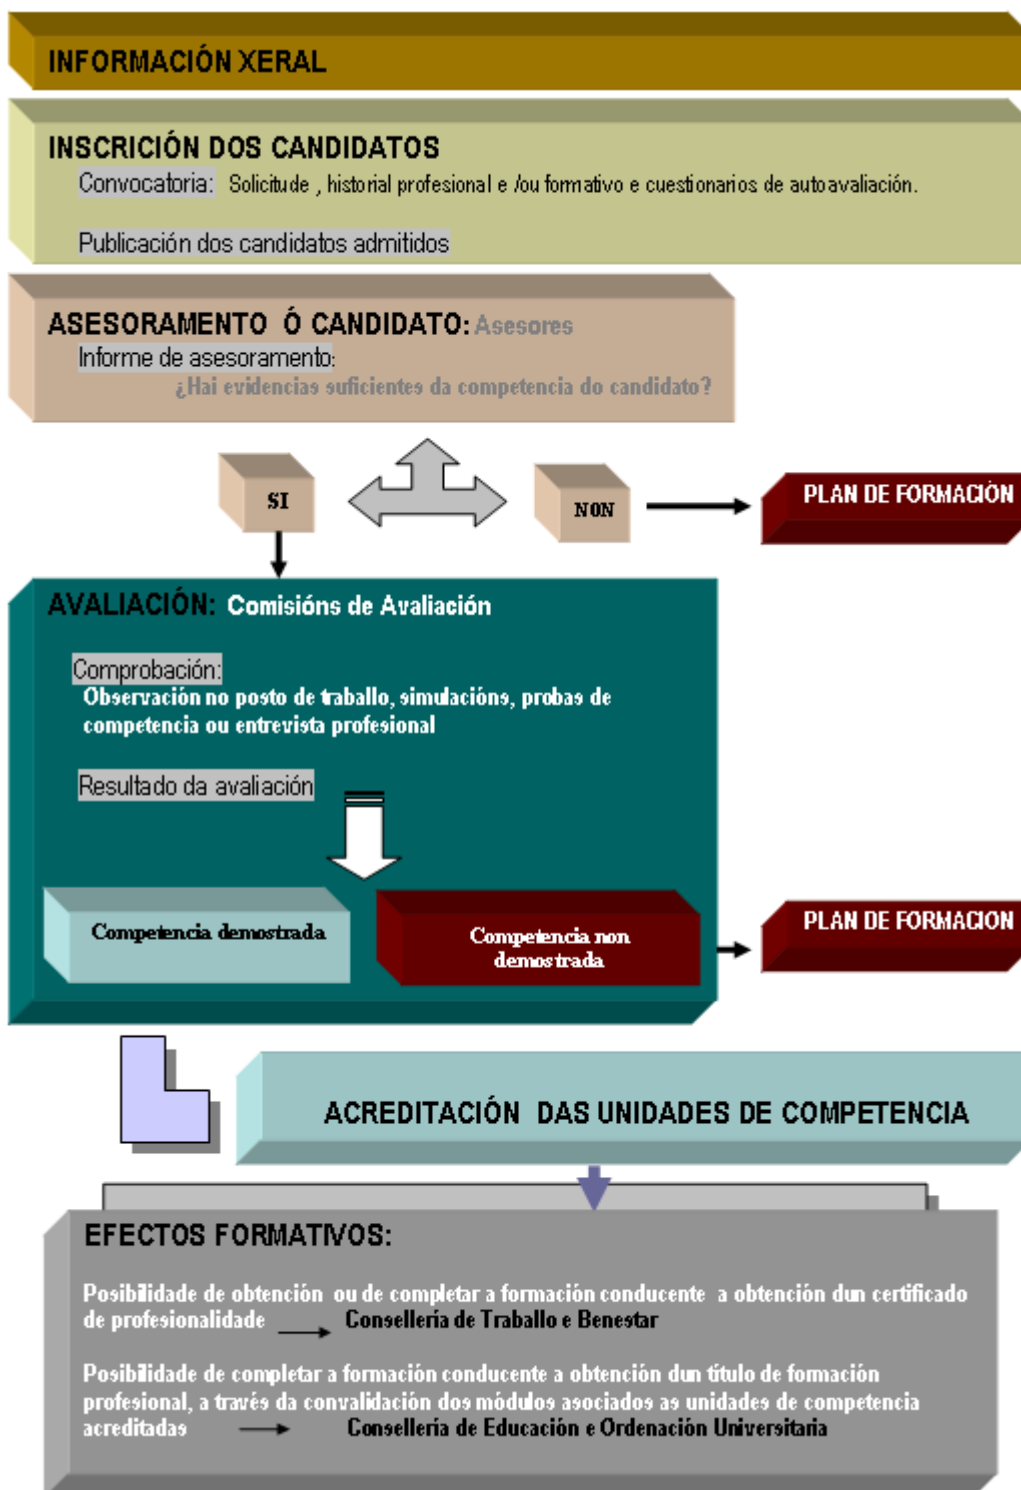 INFORMACIÓN XERAL
INSCRICIÓN DOS CANDIDATOS
Convocatoria: Solicitude , historial profesional e /ou formativo e cuestionarios de autoavaliación.
Publicación dos candidatos admitidos
ASESORAMENTO Ó CANDIDATO: Asesores
Informe de asesoramento:
¿Hai evidencias suficientes da competencia do candidato?
SI
NON
PLAN DE FORMACIÓN
AVALIACIÓN: Comisións de Avaliación
Comprobación:
Observación no posto de traballo, simulacións, probas de
competencia ou entrevista profesional
Resultado da avaliación
Competencia demostrada
Competencia non
demostrada
PLAN DE FORMACION
ACREDITACIÓN DAS UNIDADES DE COMPETENCIA
EFECTOS FORMATIVOS:
Posibilidade de obtención ou de completar a formación conducente a obtención dun certificado
de profesionalidade Consellería de Traballo e Benestar
Posibilidade de completar a formación conducente a obtención dun título de formación
profesional, a través da convalidación dos módulos asociados as unidades de competencia
acreditadas Consellería de Educación e Ordenación Universitaria